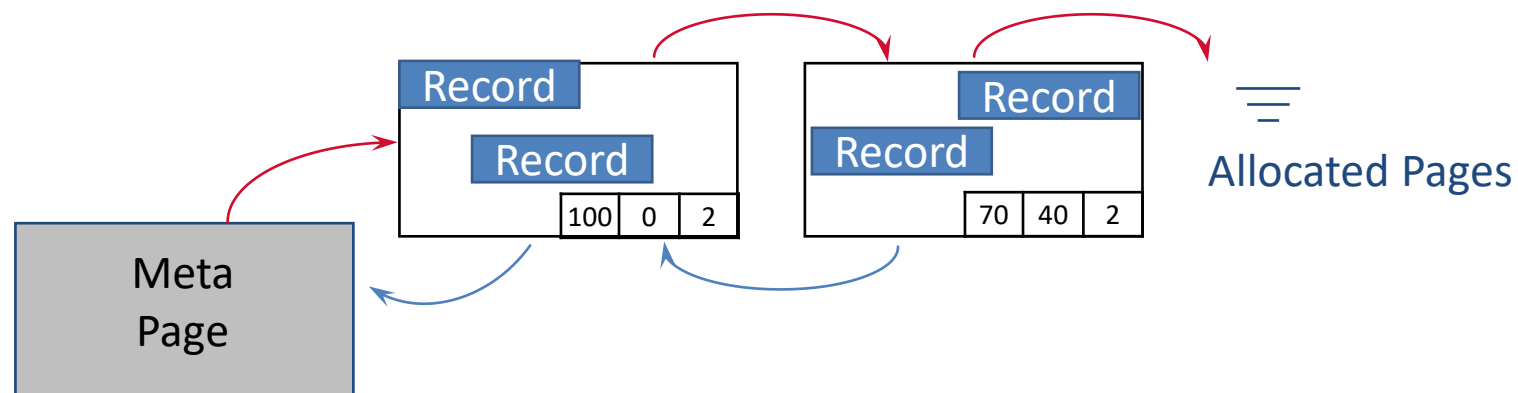 Record
Record
100 0 2
Record
Record
70 40 2
Allocated Pages
Meta
Page